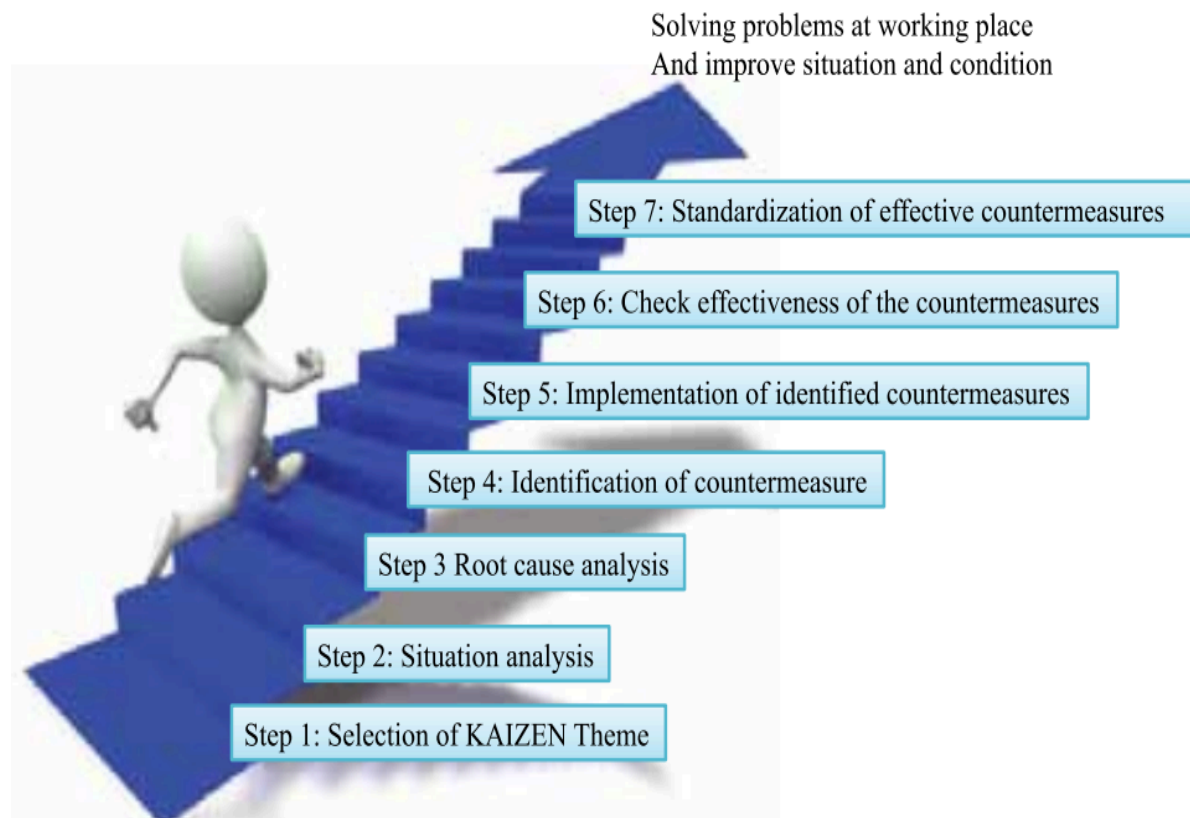 Solving problems at working place
And improve situation and condition
Step 7: Standardization of effective countermeasures
Step 6: Check effectiveness of the countermeasures
Step 5: Implementation of identified countermeasures
Step 4: Identification of countermeasure
Step 3 Root cause analysis
Step 2: Situation analysis
Step 1: Selection of KAIZEN Theme